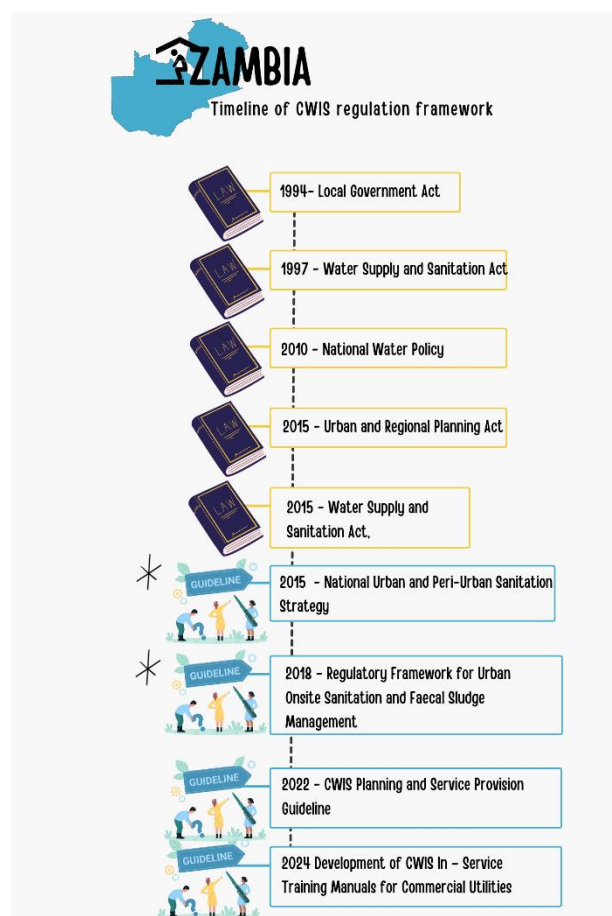 ZAMBIA
Timeline of CWIS regulation framework
LAW
1994- Local Government Act
LAW
1997 - Water Supply and Sanitation Act
LAW
2010 - National Water Policy
LAW
2015 - Urban and Regional Planning Act
LAW
2015 - Water Supply and
Sanitation Act,
GUIDELINE
2015 - National Urban and Peri-Urban Sanitation
Strategy
GUIDELINE
2018 - Regulatory Framework for Urban
Onsite Sanitation and Faecal Sludge
Management
GUIDELINE
2022 - CWIS Planning and Service Provision
Guideline
GUIDELINE
2024 Development of CWIS In - Service
Training Manuals for Commercial Utilities